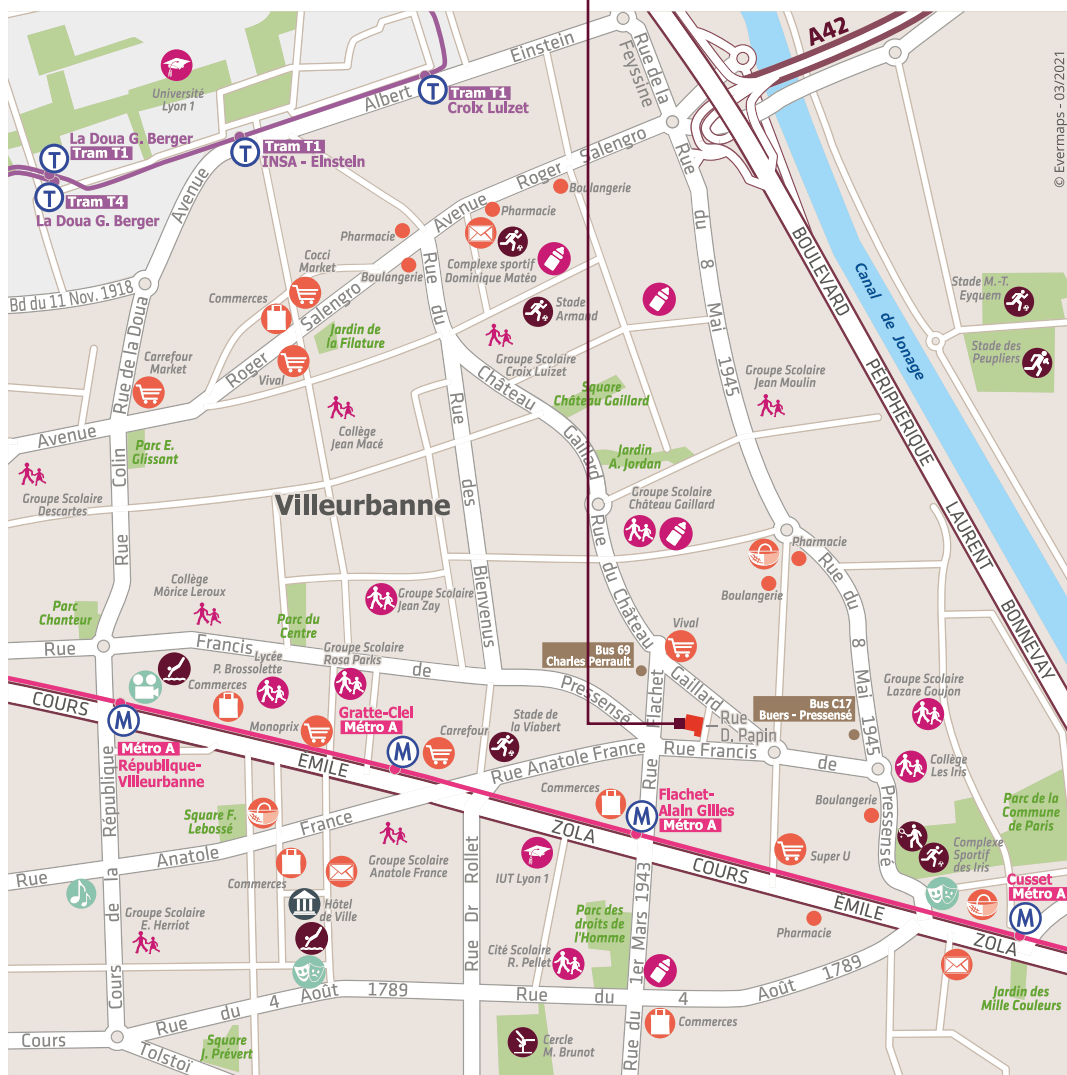 A42
© Evermaps - 03/2021
Rue de la
Feyssine
Einstein
Albert
Avenue
Université
Lyon 1
T
Tram T1
Croix Luizet
La Doua G. Berger
T
Tram T1
T
Tram T1
INSA - Einstein
T
Tram T4
La Doua G. Berger
Avenue Roger Salengro
Boulangerie
Pharmacie
Pharmacie
Boulangerie
Complexe sportif
Dominique Matéo
Cocci
Market
Commerces
Bd du 11 Nov. 1918
Rue de la Doua
Roger Salengro
Jardin de
la Filature
Vival
Carrefour
Market
Stade
Armand
Groupe Scolaire
Croix Luizet
Rue du 8 Mai 1945
BOULEVARD PÉRIPHÉRIQUE LAURENT BONNEVAY
Canal de Jonage
Stade M.-T.
Eyquem
Stade des
Peupliers
Groupe Scolaire
Jean Moulin
Square
Château Gaillard
Rue du Château Gaillard
Collège
Jean Macé
Avenue
Parc E.
Glissant
Groupe Scolaire
Descartes
Rue Colin
Villeurbanne
Rue des Bienvenus
Jardin
A. Jordan
Groupe Scolaire
Château Gaillard
Pharmacie
Boulangerie
Rue du Château Gaillard
Rue du 8 Mai 1945
Collège
Môrice Leroux
Groupe Scolaire
Jean Zay
Parc
Chanteur
Parc du
Centre
Rue Francis de Pressensé
Lycée
P. Brossolette
Groupe Scolaire
Rosa Parks
Commerces
Monoprix
Vival
Bus 69
Charles Perrault
Flachet
Bus C17
Buers - Pressensé
Rue
D. Papin
Groupe Scolaire
Lazare Goujon
Collège
Les Iris
COURS EMILE ZOLA
M
Métro A
République-
Villeurbanne
Gratte-Ciel
Métro A
M
Carrefour
Stade de
la Viabert
Rue Anatole France
Rue Francis de Pressensé
Rue
Commerces
Flachet-
Alain Gilles
Métro A
M
Boulangerie
Parc de la
Commune
de Paris
Complexe
Sportif
des Iris
Super U
Square F.
Lebossé
Rue Anatole France
Groupe Scolaire
Anatole France
Commerces
Hôtel
de Ville
Cours de la République
Groupe Scolaire
E. Herriot
Rue Dr Rollet
IUT Lyon 1
COURS EMILE ZOLA
Cusset
Métro A
M
Pharmacie
Parc des
droits de
l'Homme
Cité Scolaire
R. Pellet
Rue du 1er Mars 1943
Jardin des
Mille Couleurs
Rue du 4 Août 1789
Rue du 4 Août 1789
Commerces
Cercle
M. Brunot
Square
J. Prévert
Cours
Tolstoï